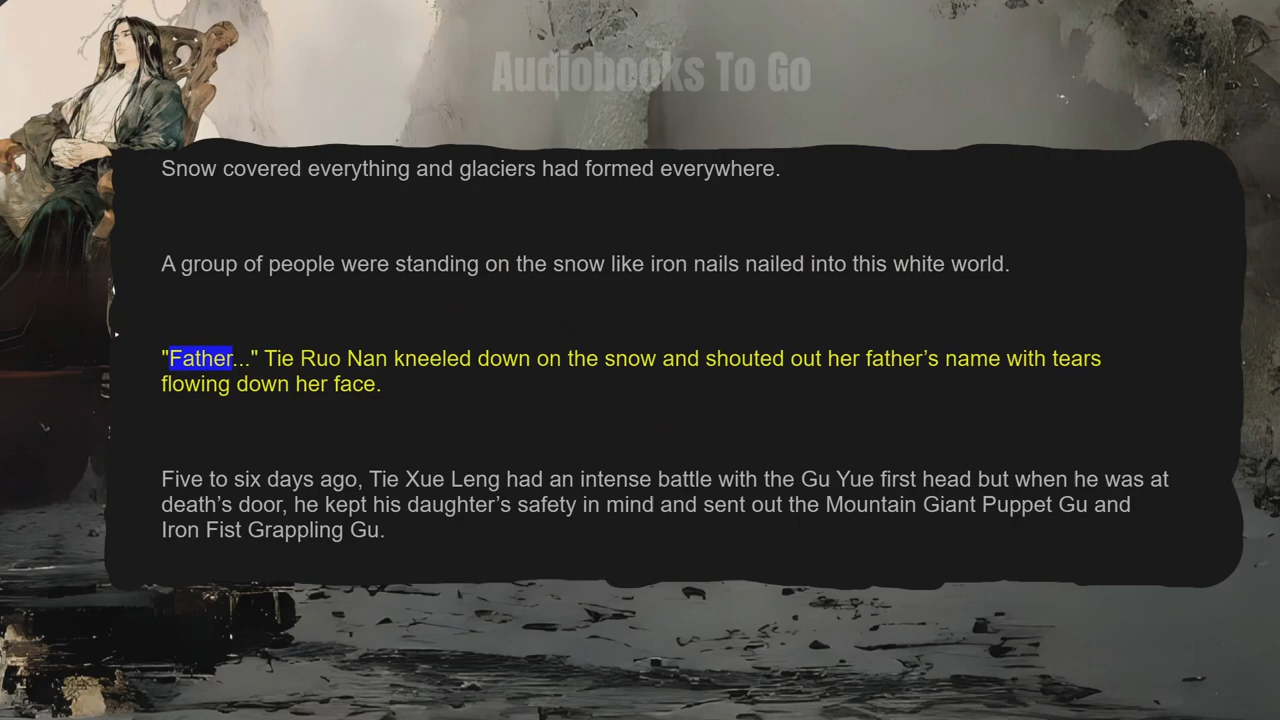 Audiobooks To Go
Snow covered everything and glaciers had formed everywhere.
A group of people were standing on the snow like iron nails nailed into this white world.
"Father..." Tie Ruo Nan kneeled down on the snow and shouted out her father’s name with tears
flowing down her face.
Five to six days ago, Tie Xue Leng had an intense battle with the Gu Yue first head but when he was at
death’s door, he kept his daughter’s safety in mind and sent out the Mountain Giant Puppet Gu and
Iron Fist Grappling Gu.